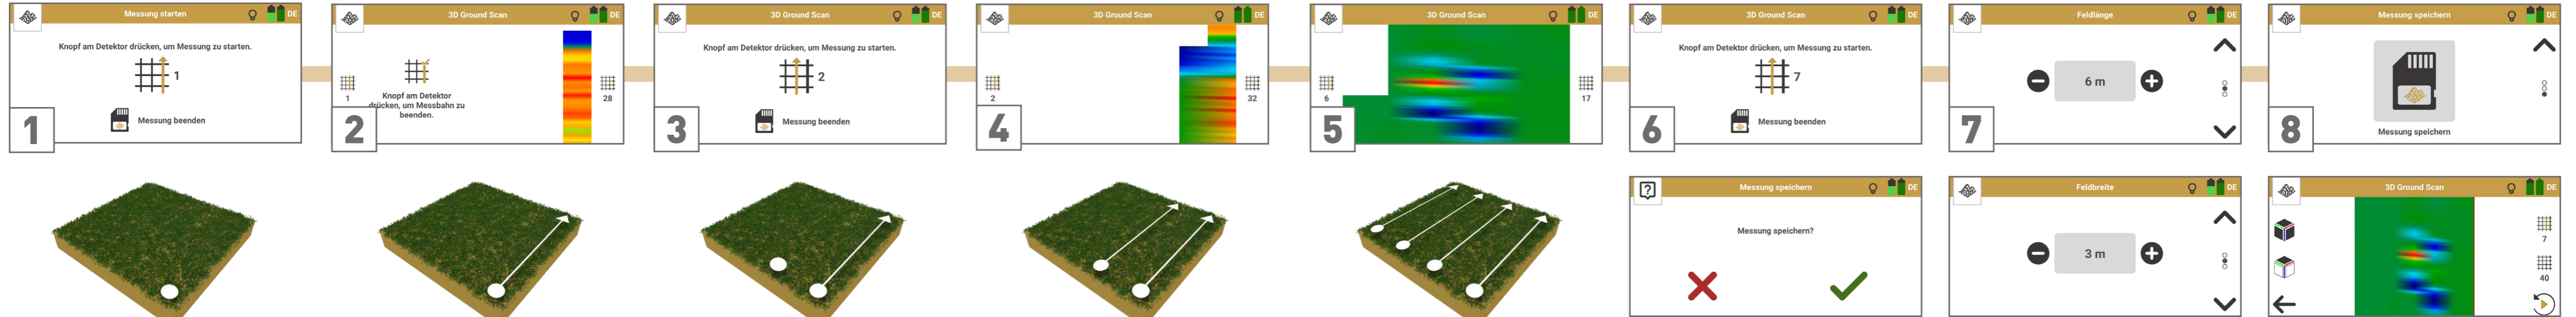 Messung starten
DE
Knopf am Detektor drücken, um Messung zu starten.
1
Messung beenden
1
3D Ground Scan
DE
1
Knopf am Detektor
drücken, um Messbahn zu
beenden.
28
2
3D Ground Scan
DE
Knopf am Detektor drücken, um Messung zu starten.
2
Messung beenden
3
3D Ground Scan
DE
2
32
4
3D Ground Scan
DE
6
17
5
3D Ground Scan
DE
Knopf am Detektor drücken, um Messung zu starten.
7
Messung beenden
6
Feldlänge
DE
6 m
7
Messung speichern
DE
Messung speichern
8
Messung speichern
DE
Messung speichern?
Feldbreite
DE
3 m
3D Ground Scan
DE
7
40